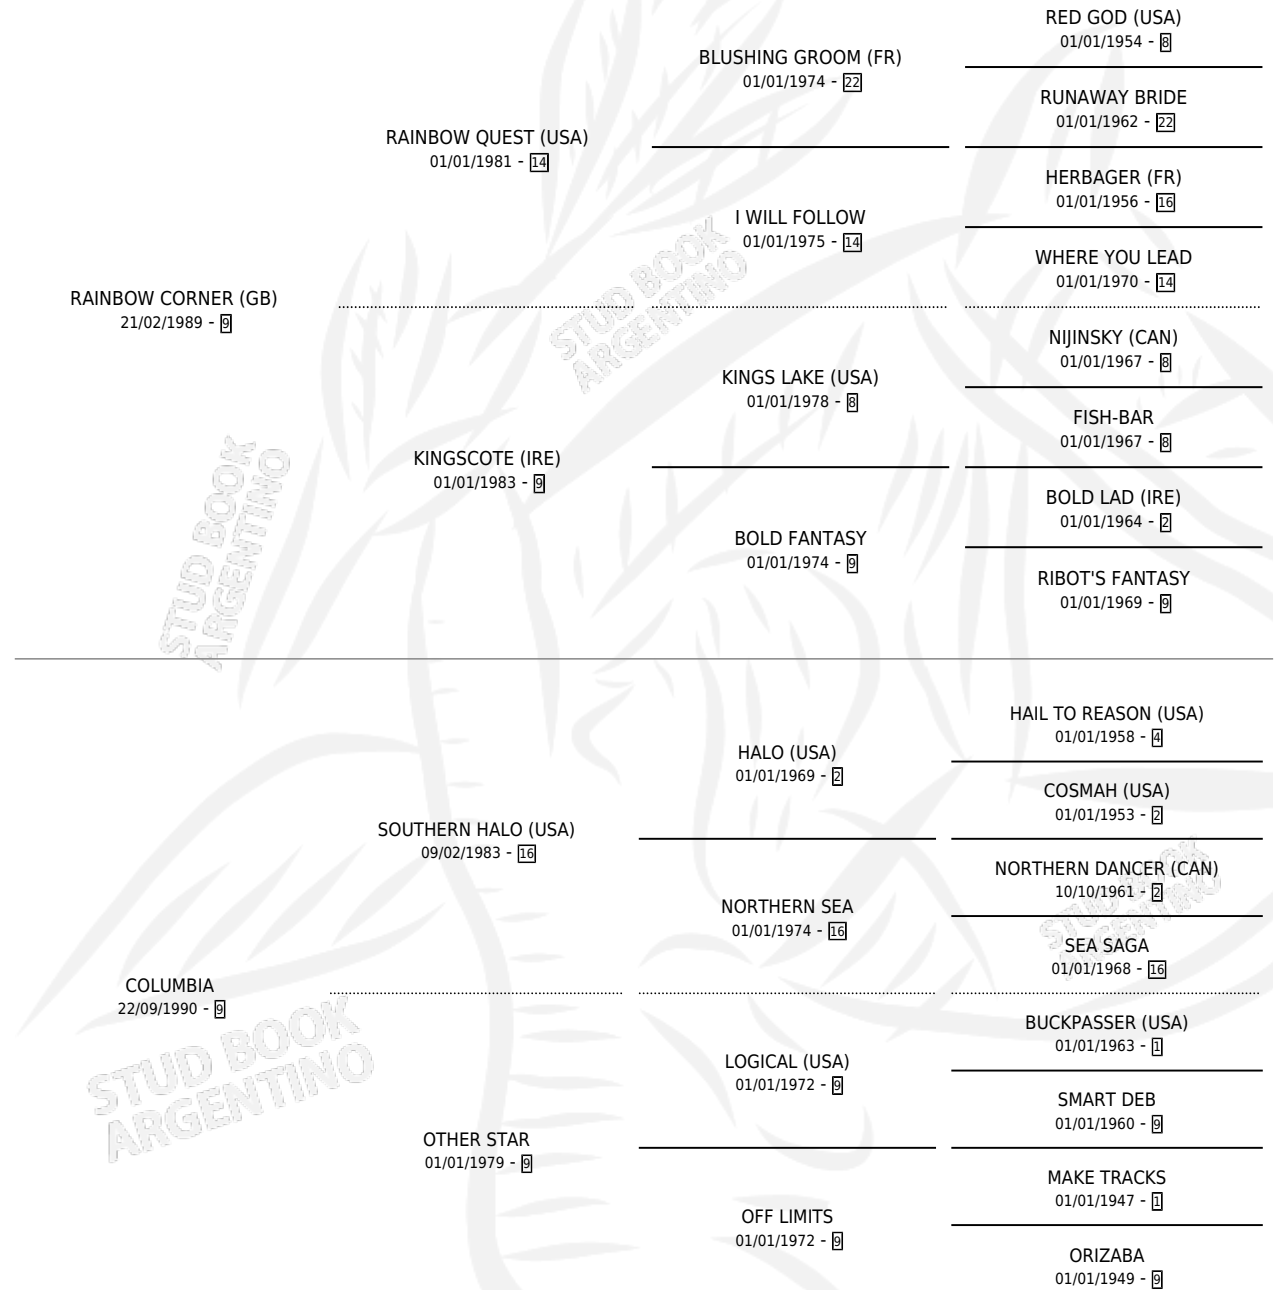 RED GOD (USA)
01/01/1954 - 8
BLUSHING GROOM (FR)
01/01/1974 - 22
RUNAWAY BRIDE
01/01/1962 - 22
RAINBOW QUEST (USA)
01/01/1981 - 14
HERBAGER (FR)
01/01/1956 - 16
I WILL FOLLOW
01/01/1975 - 14
WHERE YOU LEAD
01/01/1970 - 14
RAINBOW CORNER (GB)
21/02/1989 - 9
STUD BOOK
ARGENTINO
NIJINSKY (CAN)
01/01/1967 - 8
KINGS LAKE (USA)
01/01/1978 - 8
FISH-BAR
01/01/1967 - 8
KINGSCOTE (IRE)
01/01/1983 - 9
BOLD LAD (IRE)
01/01/1964 - 2
BOLD FANTASY
01/01/1974 - 9
RIBOT'S FANTASY
01/01/1969 - 9
STUD BOOK
ARGENTINO
HAIL TO REASON (USA)
01/01/1958 - 4
HALO (USA)
01/01/1969 - 2
COSMAH (USA)
01/01/1953 - 2
SOUTHERN HALO (USA)
09/02/1983 - 16
NORTHERN DANCER (CAN)
10/10/1961 - 2
NORTHERN SEA
01/01/1974 - 16
STUD BOOK
ARGENTINO
SEA SAGA
01/01/1968 - 16
COLUMBIA
22/09/1990 - 9
STUD BOOK
ARGENTINO
BUCKPASSER (USA)
01/01/1963 - 1
LOGICAL (USA)
01/01/1972 - 9
SMART DEB
01/01/1960 - 9
OTHER STAR
01/01/1979 - 9
MAKE TRACKS
01/01/1947 - 1
OFF LIMITS
01/01/1972 - 9
ORIZABA
01/01/1949 - 9